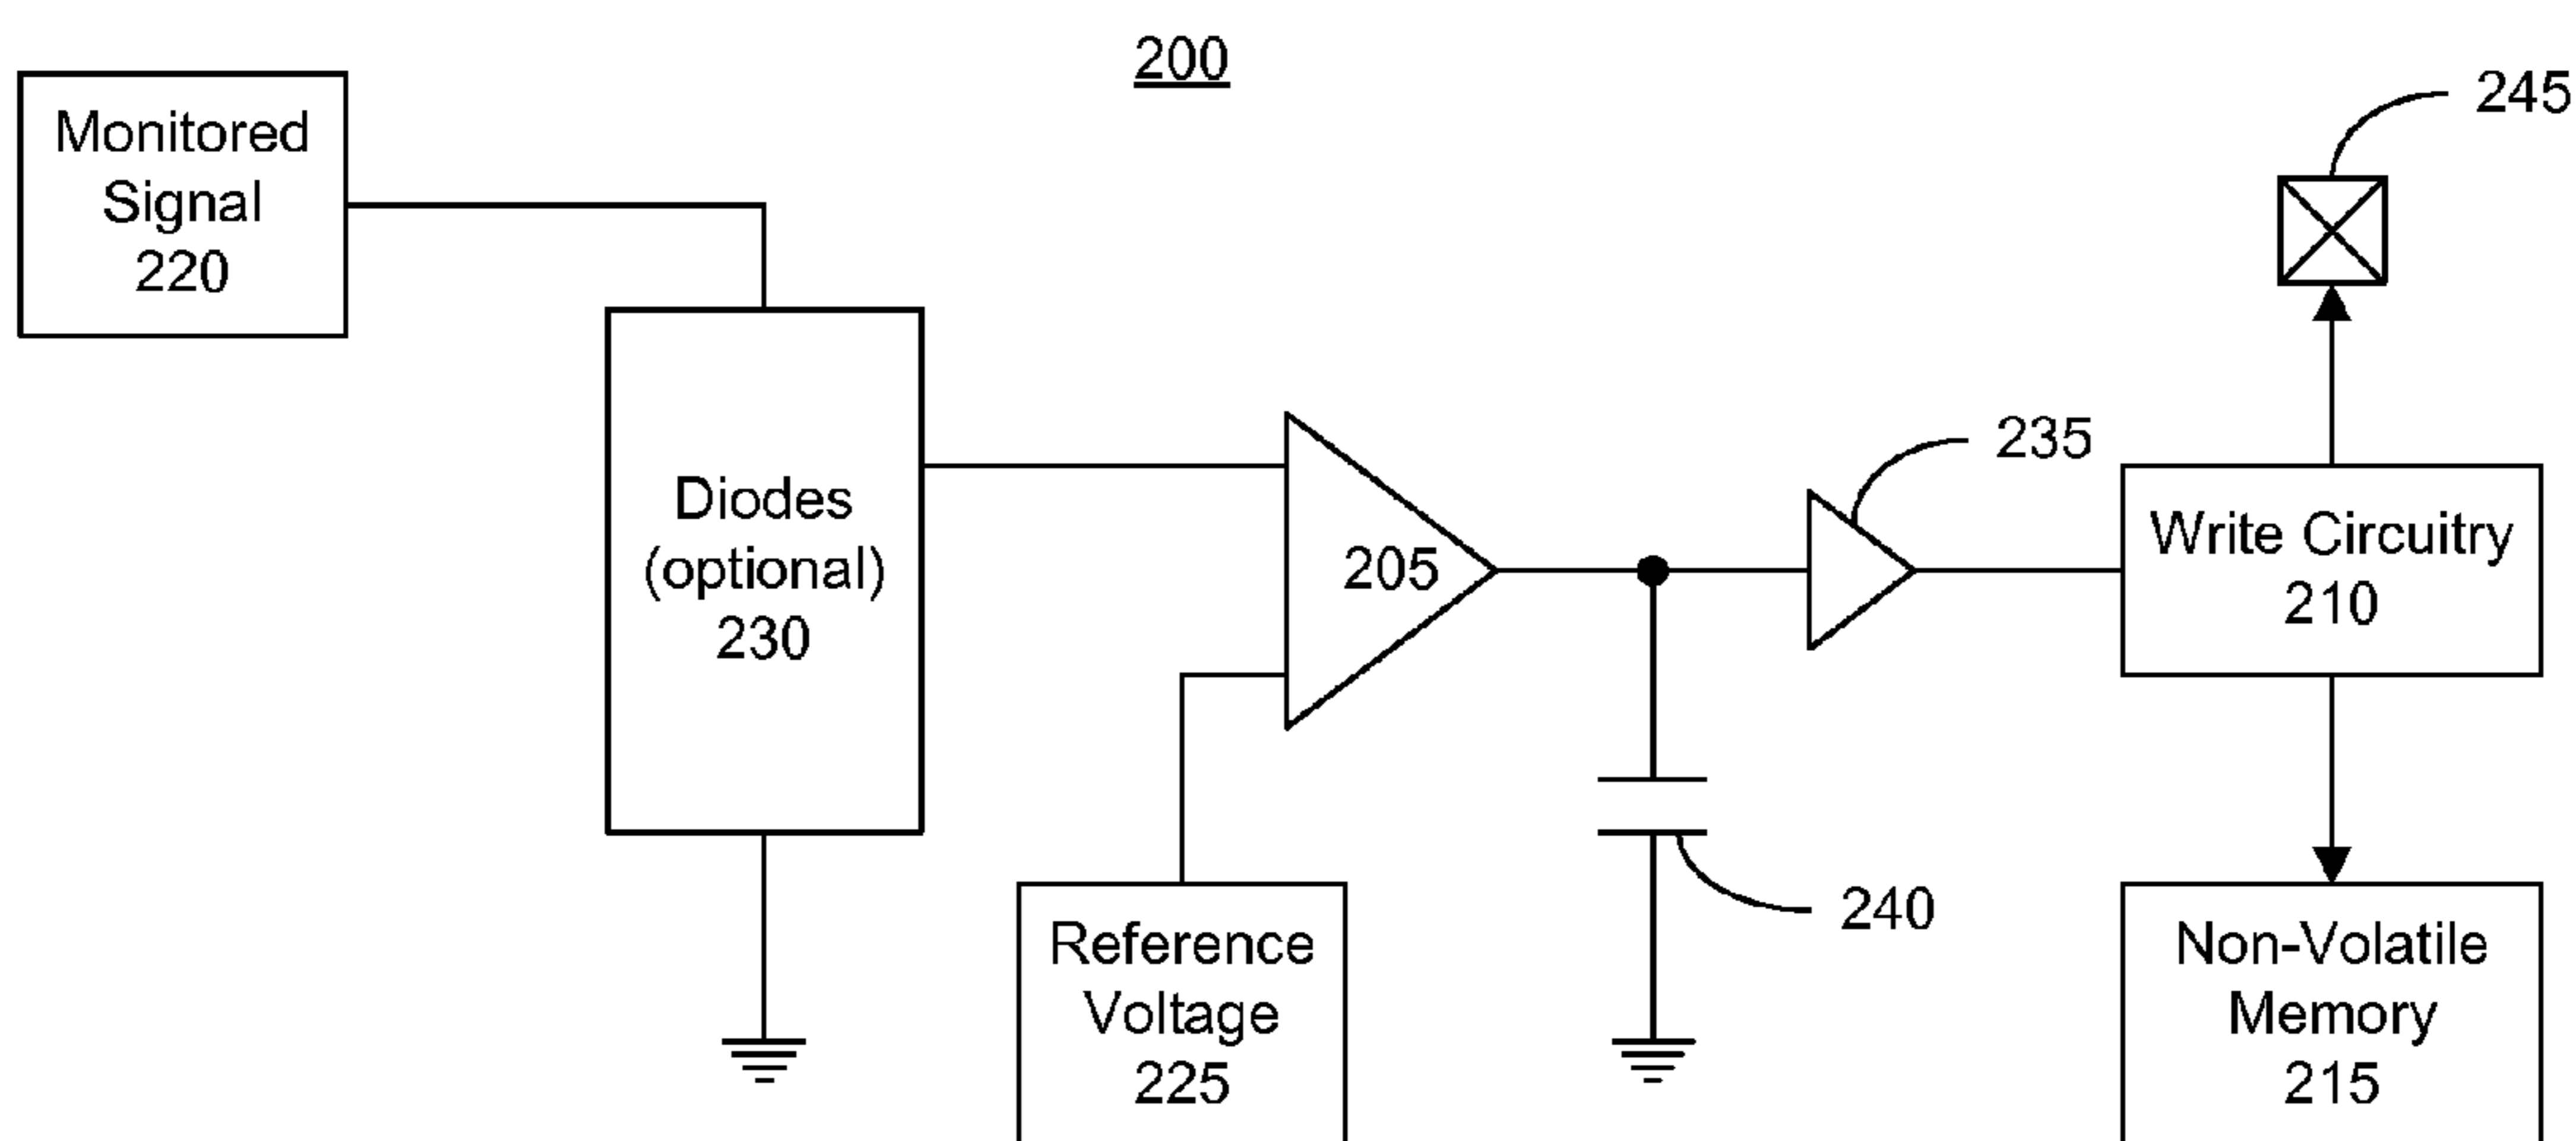 200
Monitored
Signal
220
245
Diodes
(optional)
230
205
235
Write Circuitry
210
240
Reference
Voltage
225
Non-Volatile
Memory
215